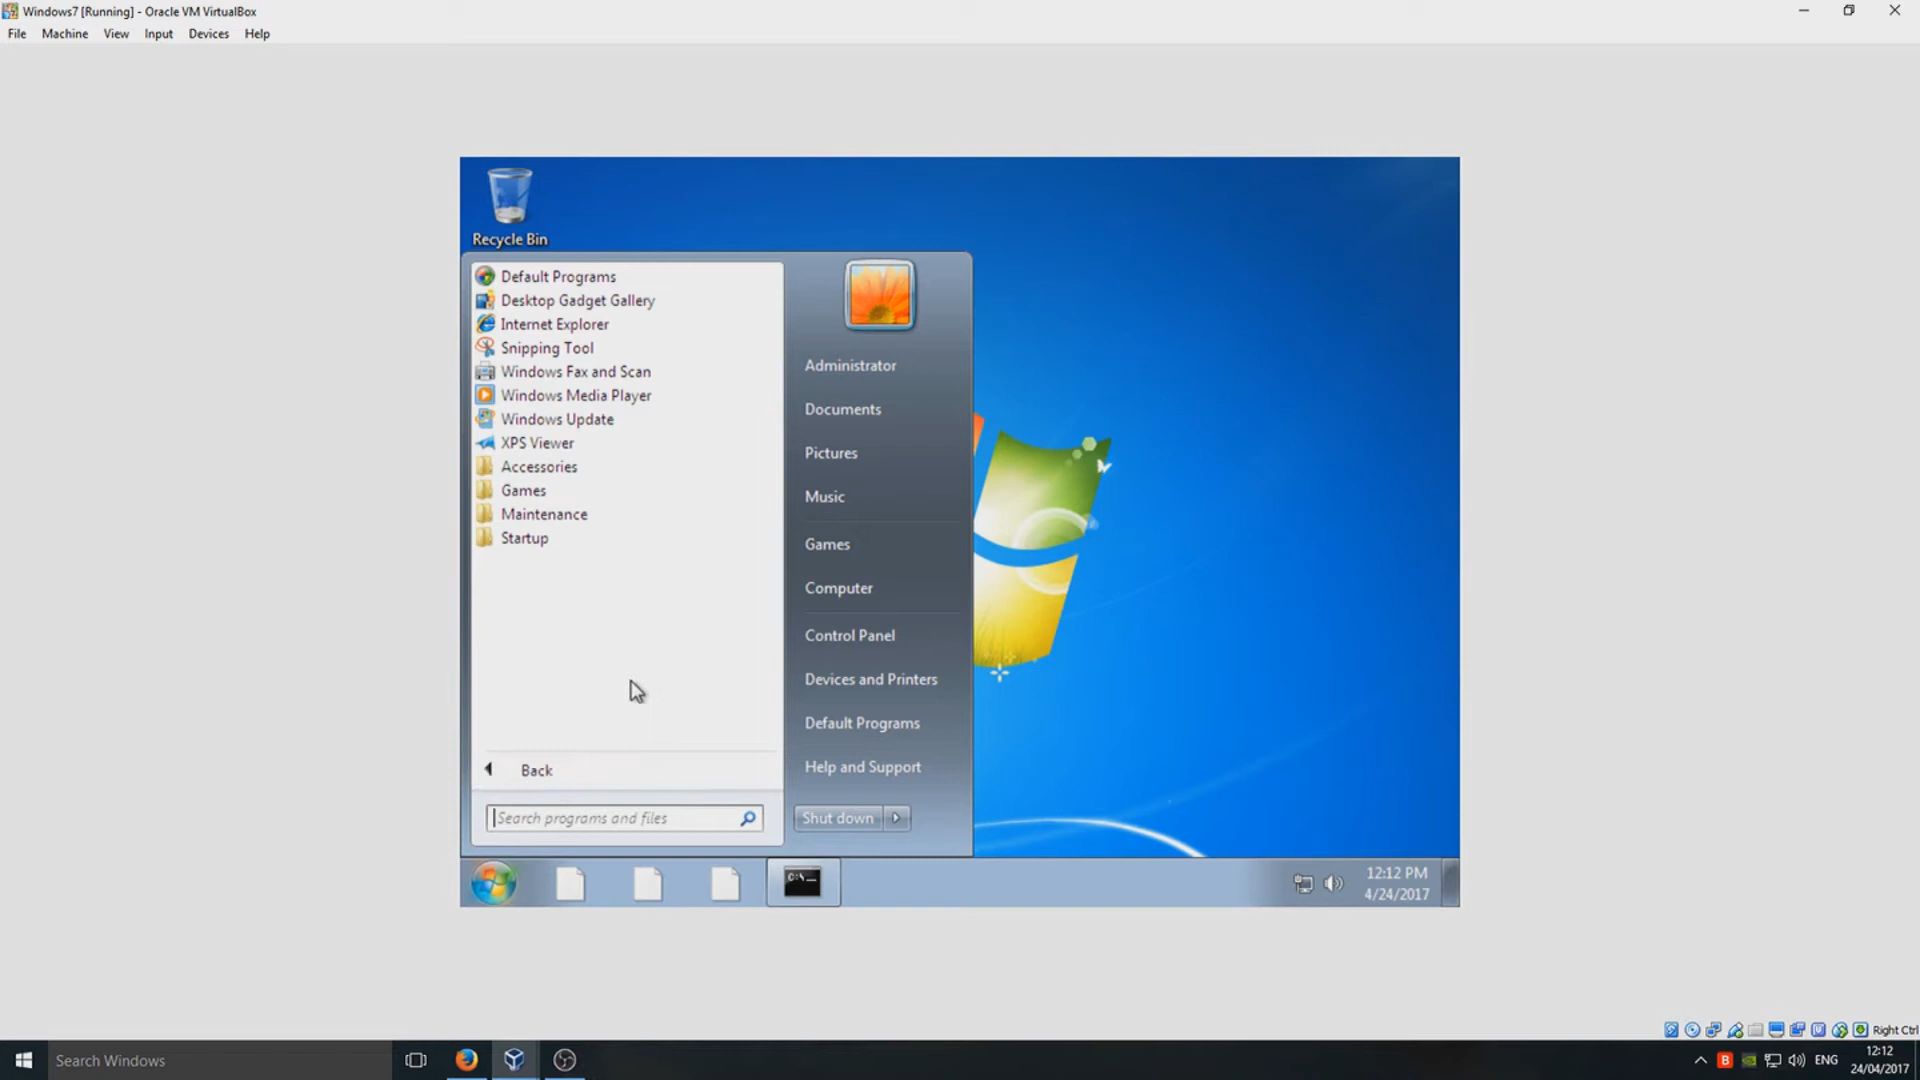 Windows7 [Running] - Oracle VM VirtualBox
File Machine View Input Devices Help
Recycle Bin
Default Programs
Desktop Gadget Gallery
Internet Explorer
Snipping Tool
Windows Fax and Scan
Windows Media Player
Windows Update
XPS Viewer
Accessories
Games
Maintenance
Startup
Back
Search programs and files
Administrator
Documents
Pictures
Music
Games
Computer
Control Panel
Devices and Printers
Default Programs
Help and Support
Shut down
C:\
12:12 PM
4/24/2017
Right Ctrl
Search Windows
B
ENG
12:12
24/04/2017